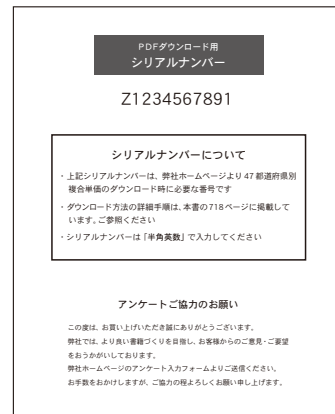 PDFダウンロード用
シリアルナンバー
Z1234567891
シリアルナンバーについて
・上記シリアルナンバーは、弊社ホームページより47都道府県別
複合単価のダウンロード時に必要な番号です
・ダウンロード方法の詳細手順は、本書の718ページに掲載して
います。ご参照ください
・シリアルナンバーは「半角英数」で入力してください
アンケートご協力のお願い
この度は、お買い上げいただき誠にありがとうございます。
弊社では、より良い書籍づくりを目指し、お客様からのご意見・ご要望
をおうかがいしております。
弊社ホームページのアンケート入力フォームよりご送信ください。
お手数をおかけしますが、ご協力の程よろしくお願い申し上げます。